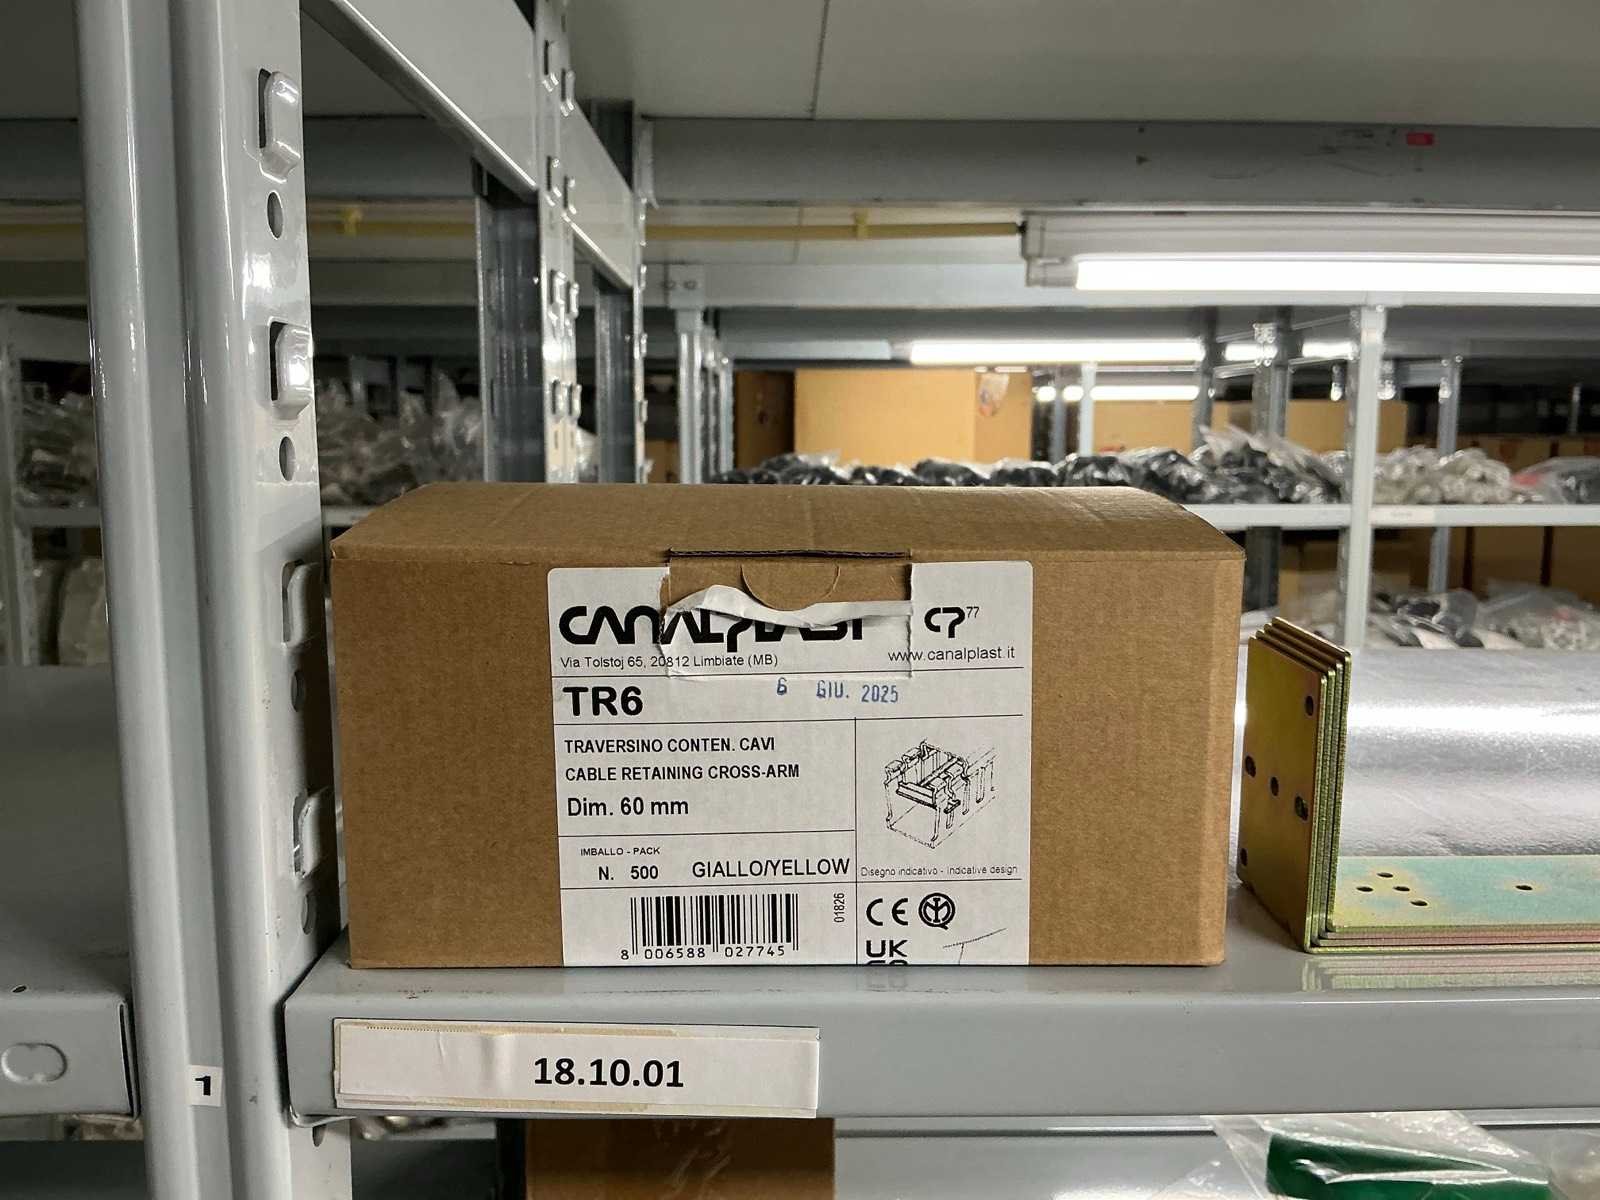 CANALPLAST CP77
Via Tolstoj 65, 20812 Limbiate (MB) www.canalplast.it
TR6 6 GIU. 2025
TRAVERSINO CONTEN. CAVI
CABLE RETAINING CROSS-ARM
Dim. 60 mm
IMBALLO - PACK
N. 500 GIALLO/YELLOW
Disegno indicativo - Indicative design
01826
8 006588 027745
CE
UK
18.10.01
1